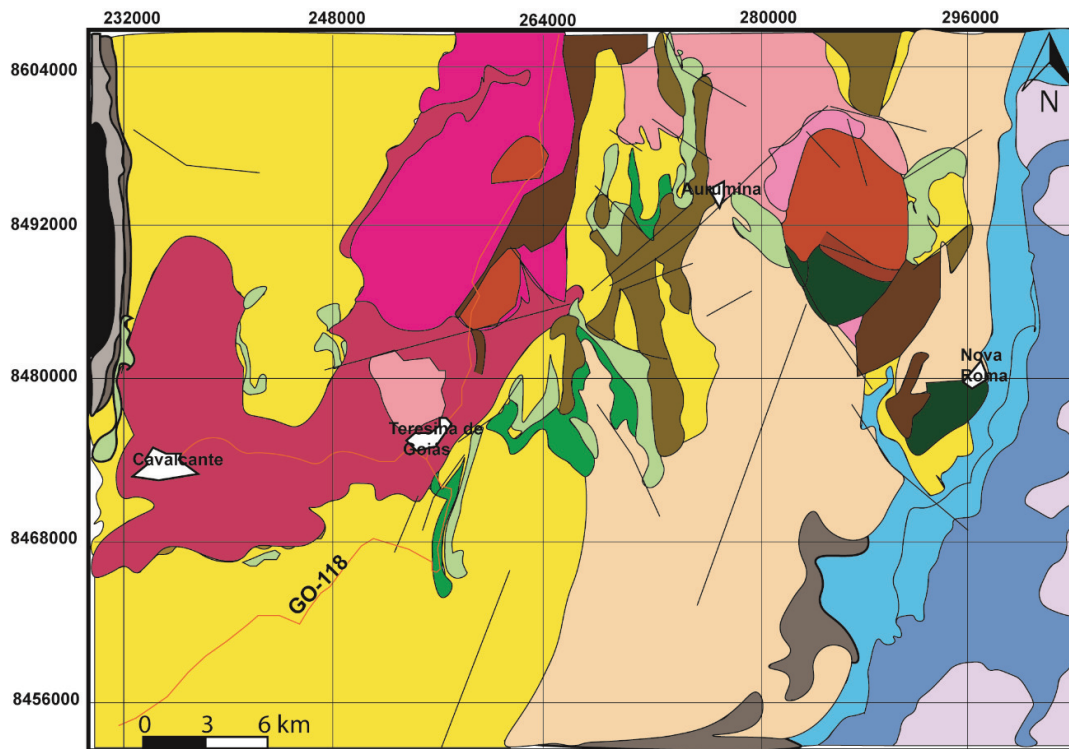 232000 248000 264000 280000 296000
8604000
N
Aurumina
8492000
8480000
Nova
Roma
Teresina de
Goiás
Cavalcante
8468000
GO-118
8456000
0 3 6 km